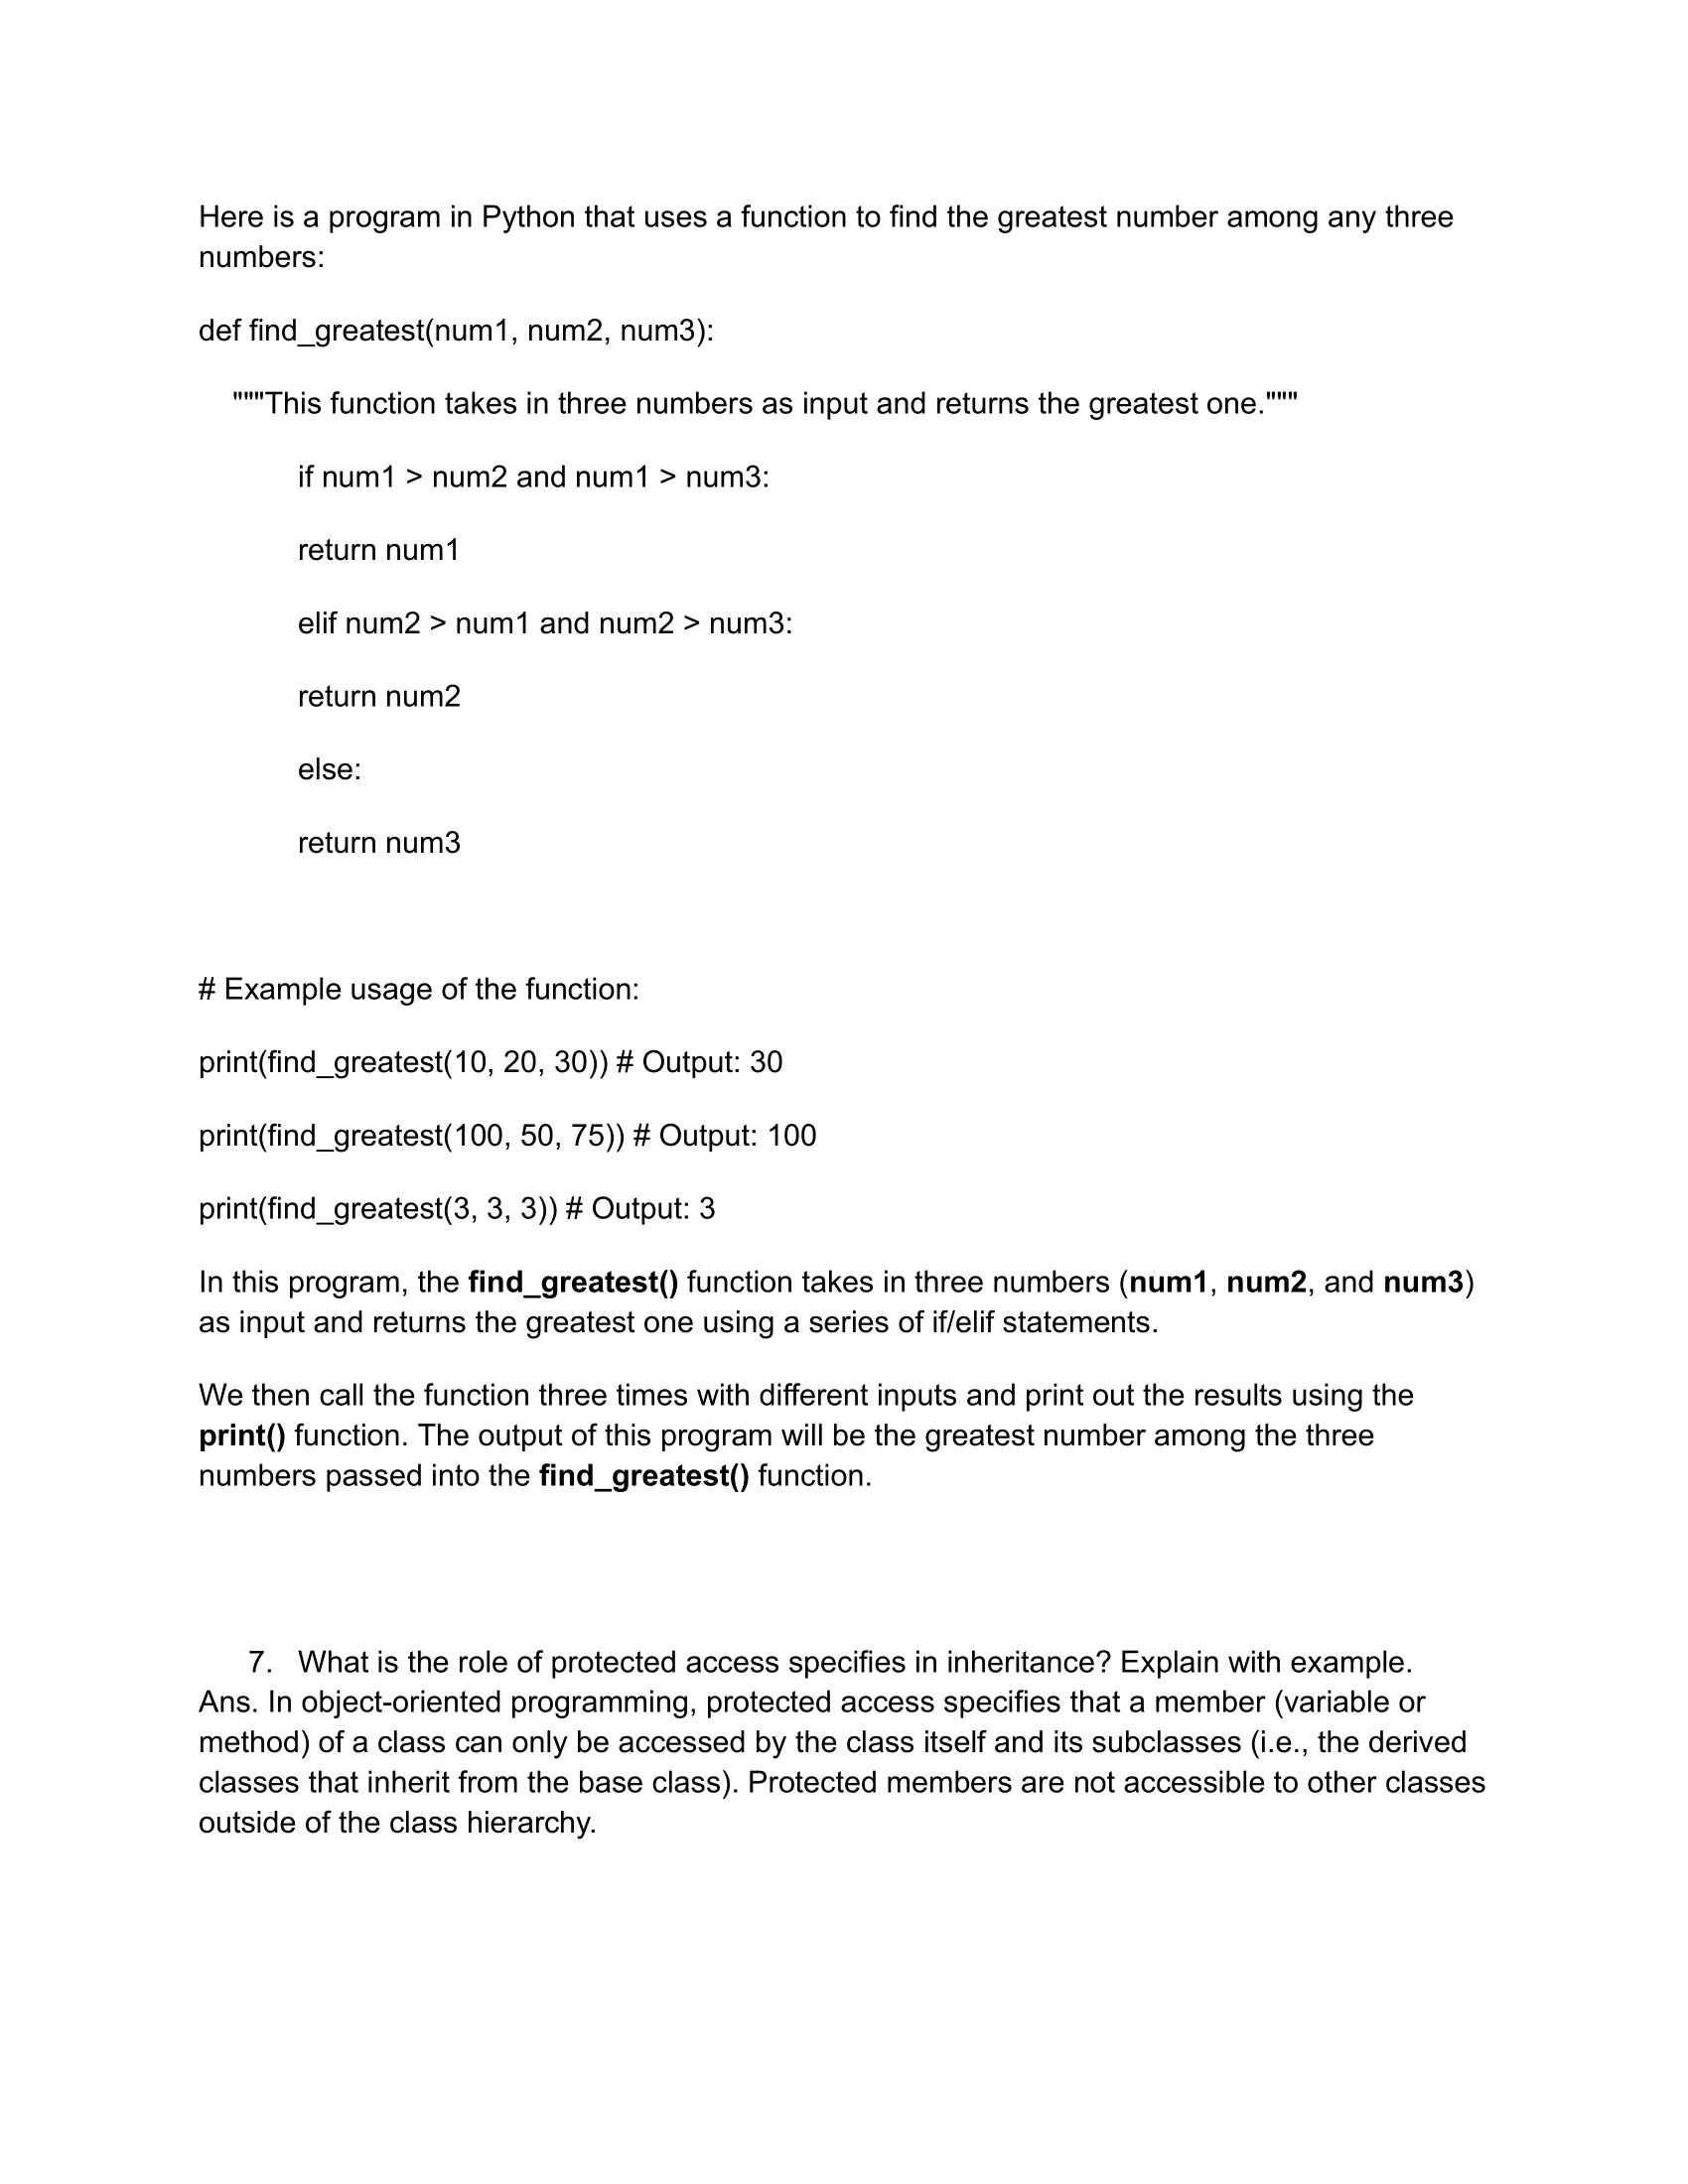 Here is a program in Python that uses a function to find the greatest number among any three
numbers:
def find_greatest(num1, num2, num3):
"""This function takes in three numbers as input and returns the greatest one."""
if num1 > num2 and num1 > num3:
return num1
elif num2 > num1 and num2 > num3:
return num2
else:
return num3
# Example usage of the function:
print(find_greatest(10, 20, 30)) # Output: 30
print(find_greatest(100, 50, 75)) # Output: 100
print(find_greatest(3, 3, 3)) # Output: 3
In this program, the find_greatest() function takes in three numbers (num1, num2, and num3)
as input and returns the greatest one using a series of if/elif statements.
We then call the function three times with different inputs and print out the results using the
print() function. The output of this program will be the greatest number among the three
numbers passed into the find_greatest() function.
7. What is the role of protected access specifies in inheritance? Explain with example.
Ans. In object-oriented programming, protected access specifies that a member (variable or
method) of a class can only be accessed by the class itself and its subclasses (i.e., the derived
classes that inherit from the base class). Protected members are not accessible to other classes
outside of the class hierarchy.